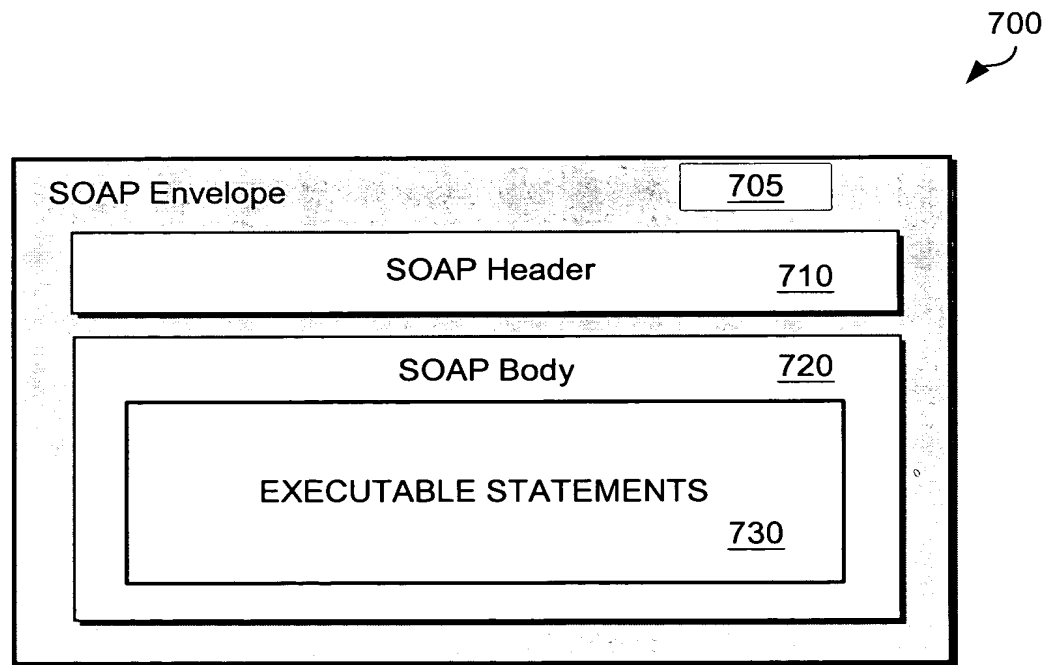 700
SOAP Envelope 705
SOAP Header 710
SOAP Body 720
EXECUTABLE STATEMENTS
730